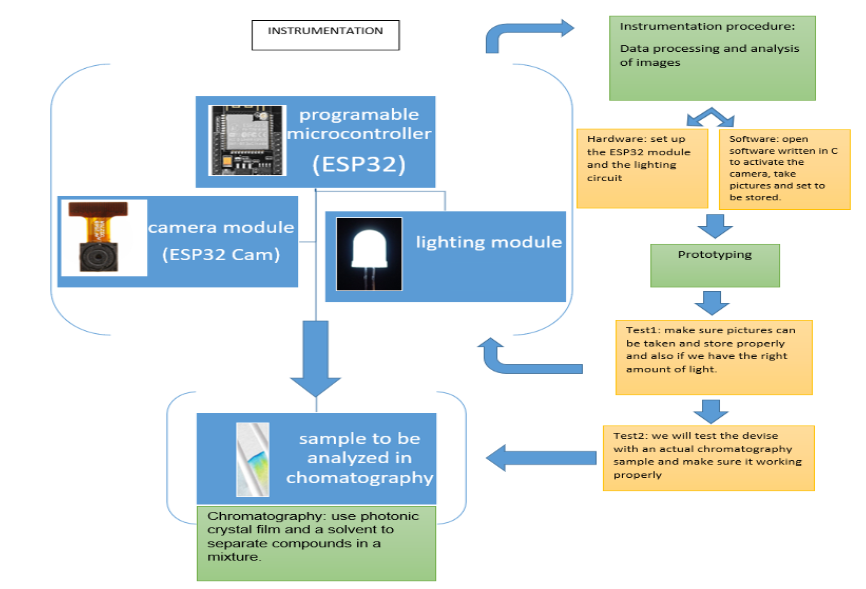 INSTRUMENTATION
programable
microcontroller
(ESP32)
camera module
(ESP32 Cam)
lighting module
sample to be
analyzed in
chomatography
Chromatography: use photonic
crystal film and a solvent to
separate compounds in a
mixture.
Instrumentation procedure:
Data processing and analysis
of images
Hardware: set up
the ESP32 module
and the lighting
circuit
Software: open
software written in C
to activate the
camera, take
pictures and set to
be stored.
Prototyping
Test1: make sure pictures can
be taken and store properly
and also if we have the right
amount of light.
Test2: we will test the devise
with an actual chromatography
sample and make sure it working
properly